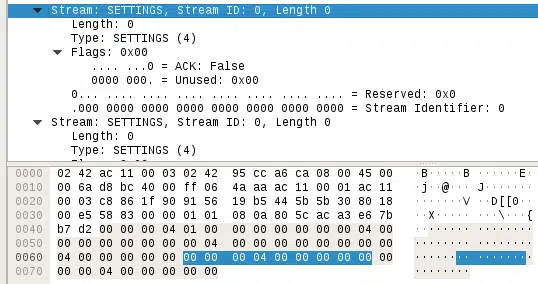 Stream: SETTINGS, Stream ID: 0, Length 0
Length: 0
Type: SETTINGS (4)
Flags: 0x00
.... ...0 = ACK: False
0000 000. = Unused: 0x00
0... .... .... .... .... .... .... .... = Reserved: 0x0
.000 0000 0000 0000 0000 0000 0000 0000 = Stream Identifier: 0
Stream: SETTINGS, Stream ID: 0, Length 0
Length: 0
Type: SETTINGS (4)
0000 02 42 ac 11 00 03 02 42 95 cc a6 ca 08 00 45 00 ·B·····B ······E·
0010 00 6a d8 bc 40 00 ff 06 4a aa ac 11 00 01 ac 11 ·j··@··· J·······
0020 00 03 c8 86 1f 90 91 56 19 b5 44 5b 5b 30 80 18 ·······V ··D[[0··
0030 00 e5 58 83 00 00 01 01 08 0a 80 5c ac a3 e6 7b ··X····· ···\···{
0040 b7 d2 00 00 00 04 01 00 00 00 00 00 00 00 04 00 ········ ········
0050 00 00 00 00 00 00 00 04 00 00 00 00 00 00 00 00 ········ ········
0060 04 00 00 00 00 00 00 00 00 04 00 00 00 00 00 00 ········ ········
0070 00 00 04 00 00 00 00 00 ········